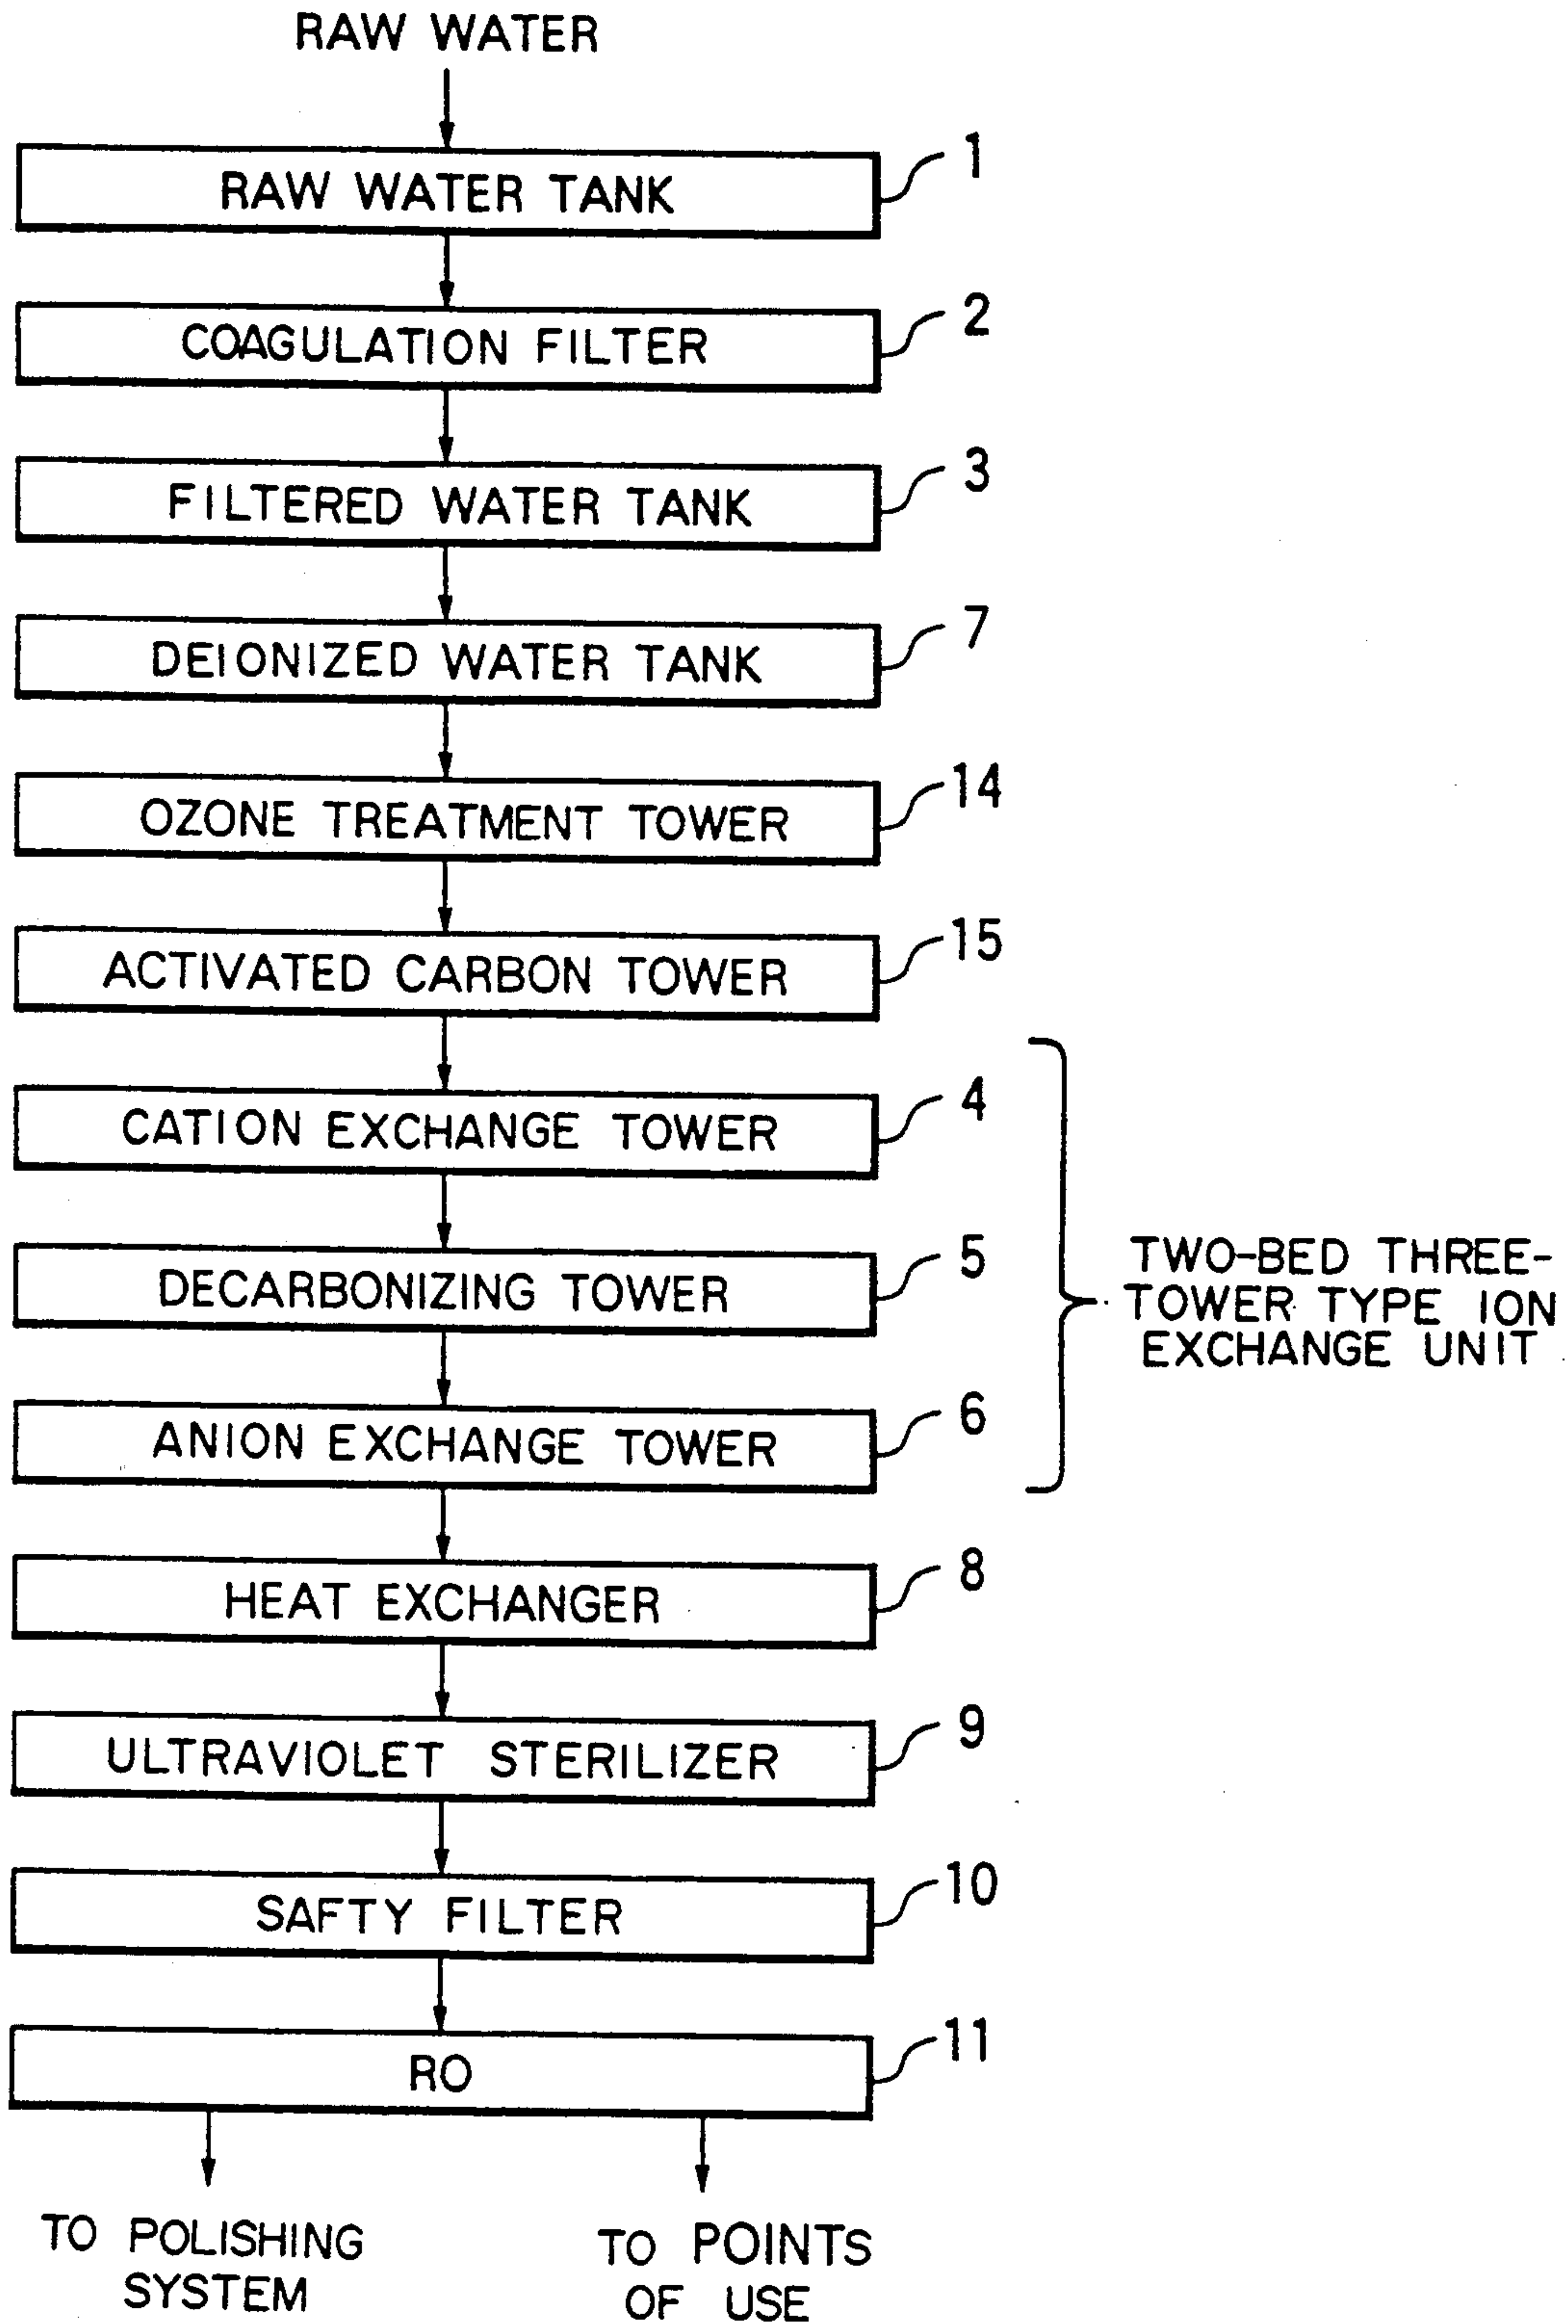 RAW WATER
RAW WATER TANK
1
COAGULATION FILTER
2
FILTERED WATER TANK
3
DEIONIZED WATER TANK
7
OZONE TREATMENT TOWER
14
ACTIVATED CARBON TOWER
15
CATION EXCHANGE TOWER
4
DECARBONIZING TOWER
5
ANION EXCHANGE TOWER
6
TWO-BED THREE-
TOWER TYPE ION
EXCHANGE UNIT
HEAT EXCHANGER
8
ULTRAVIOLET STERILIZER
9
SAFTY FILTER
10
RO
11
TO POLISHING
SYSTEM
TO POINTS
OF USE